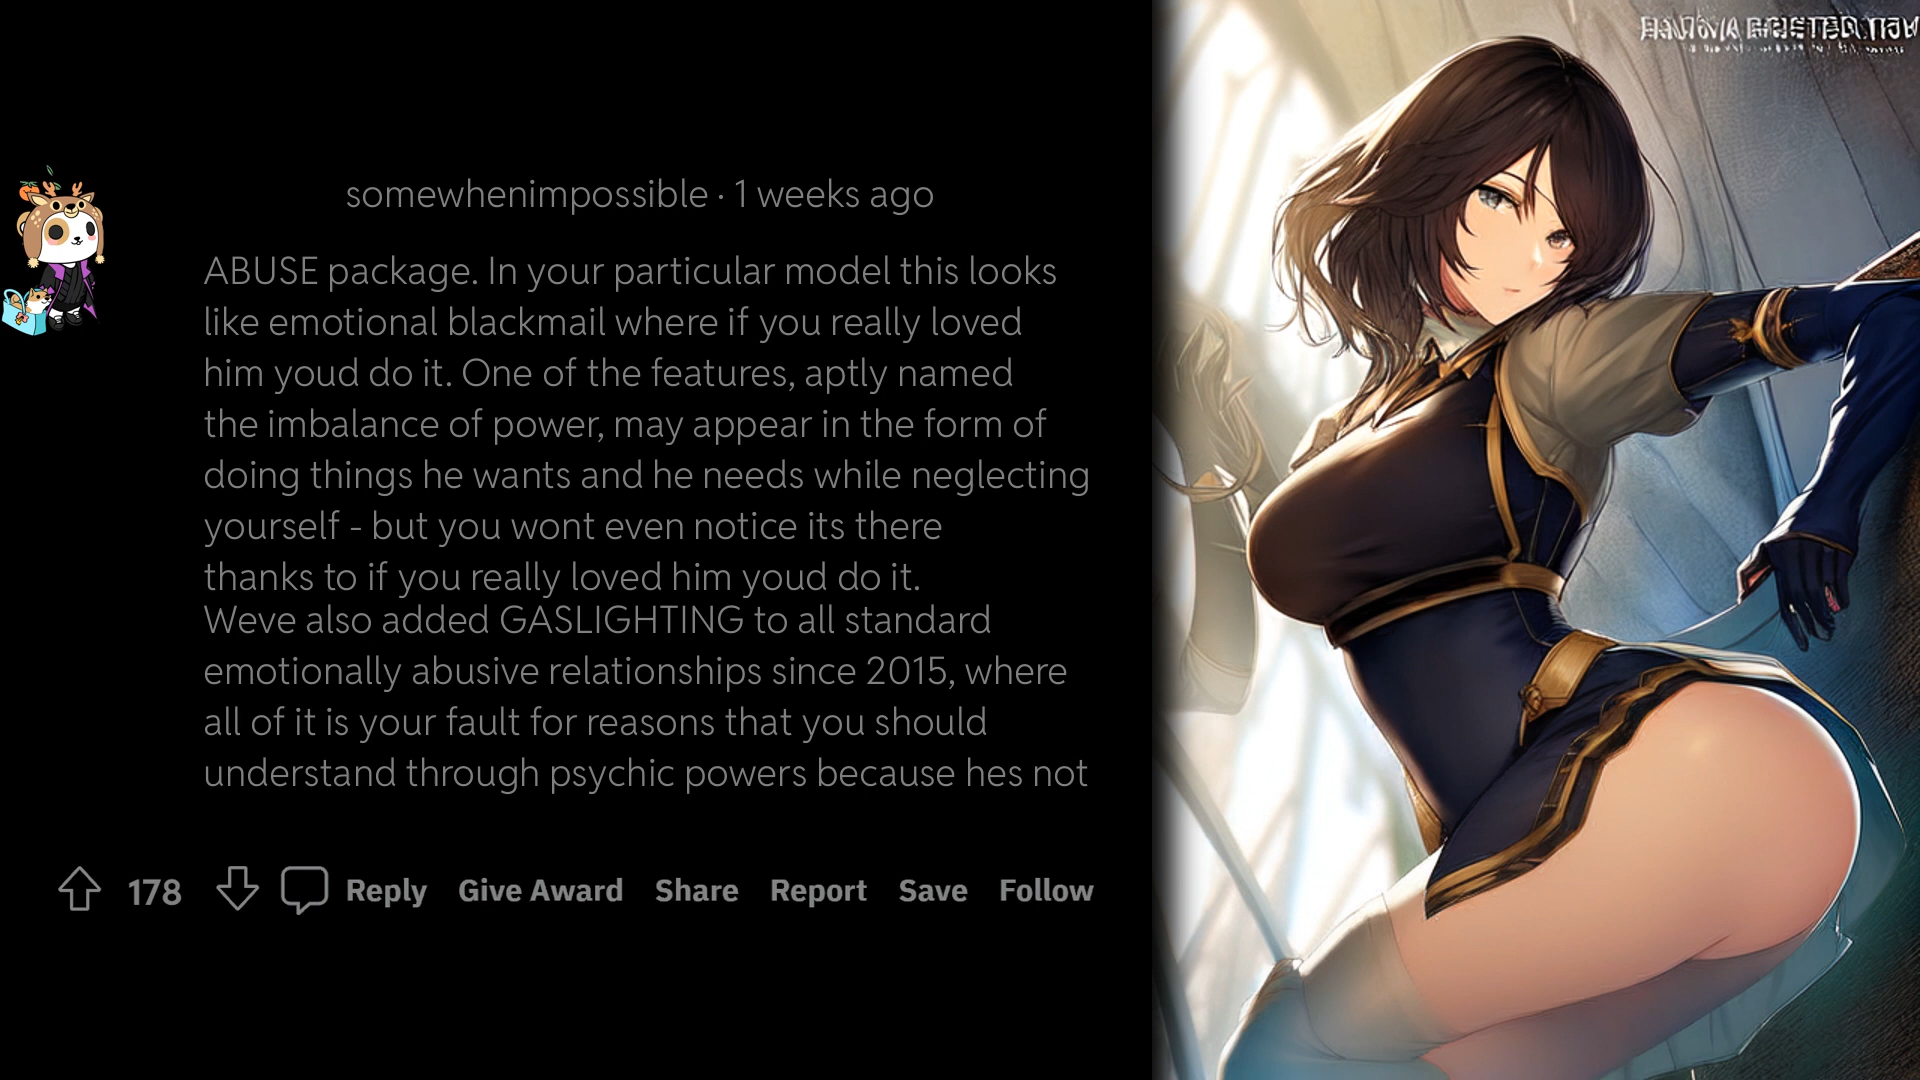 somewhenimpossible · 1 weeks ago
ABUSE package. In your particular model this looks
like emotional blackmail where if you really loved
him youd do it. One of the features, aptly named
the imbalance of power, may appear in the form of
doing things he wants and he needs while neglecting
yourself - but you wont even notice its there
thanks to if you really loved him youd do it.
Weve also added GASLIGHTING to all standard
emotionally abusive relationships since 2015, where
all of it is your fault for reasons that you should
understand through psychic powers because hes not
178 Reply Give Award Share Report Save Follow